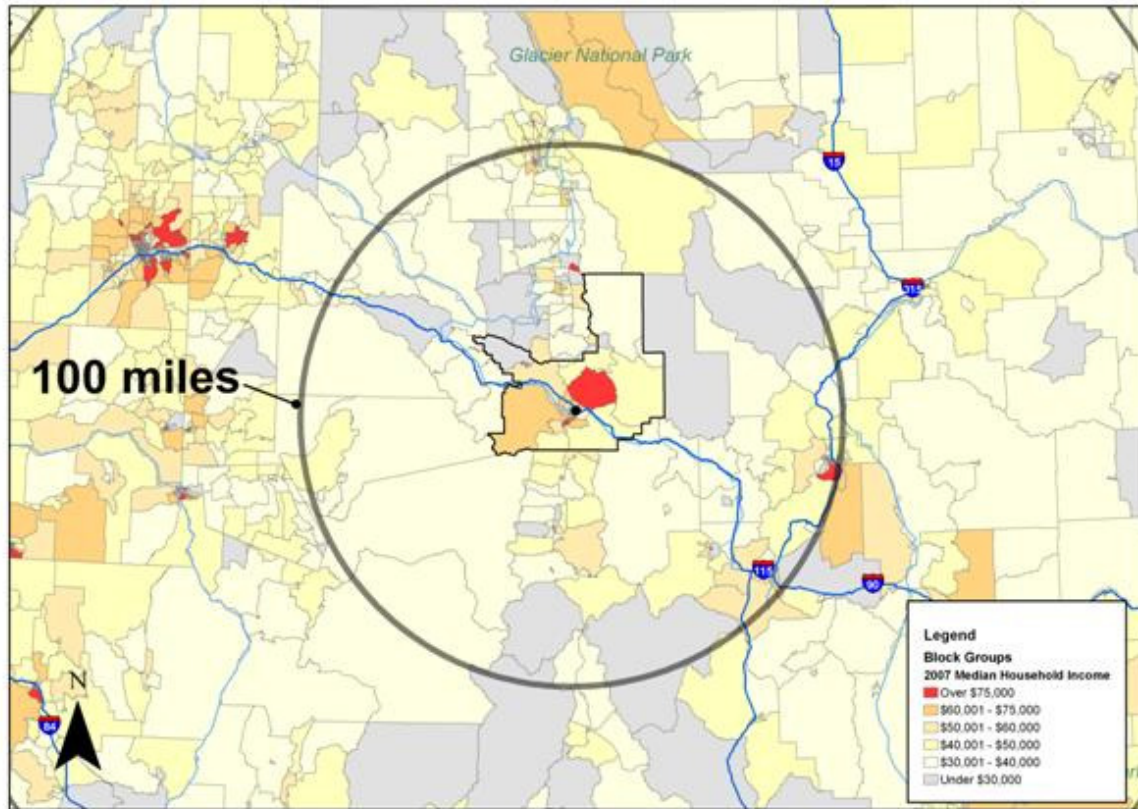 Glacier National Park
15
315
100 miles
115
90
N
84
Legend
Block Groups
2007 Median Household Income
Over $75,000
$60,001 - $75,000
$50,001 - $60,000
$40,001 - $50,000
$30,001 - $40,000
Under $30,000